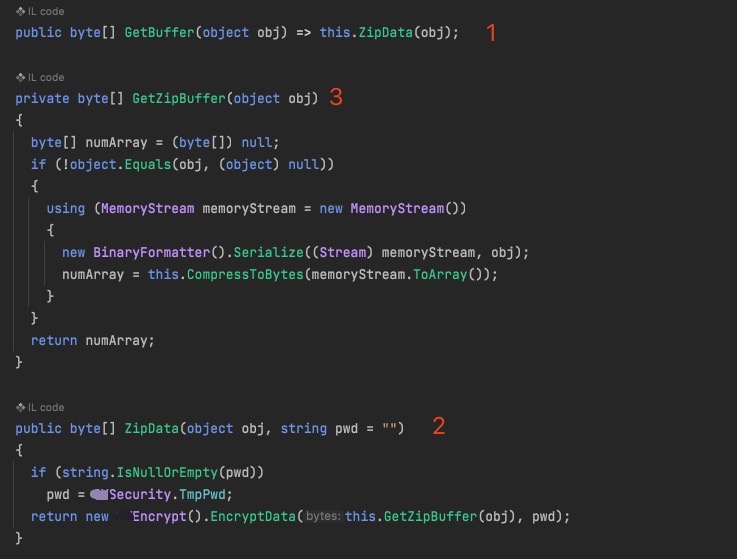 IL code
public byte[] GetBuffer(object obj) => this.ZipData(obj); 1
IL code
private byte[] GetZipBuffer(object obj) 3
{
byte[] numArray = (byte[]) null;
if (!object.Equals(obj, (object) null))
{
using (MemoryStream memoryStream = new MemoryStream())
{
new BinaryFormatter().Serialize((Stream) memoryStream, obj);
numArray = this.CompressToBytes(memoryStream.ToArray());
}
}
return numArray;
}
IL code
public byte[] ZipData(object obj, string pwd = "") 2
{
if (string.IsNullOrEmpty(pwd))
pwd = Security.TmpPwd;
return new Encrypt().EncryptData(bytes: this.GetZipBuffer(obj), pwd);
}